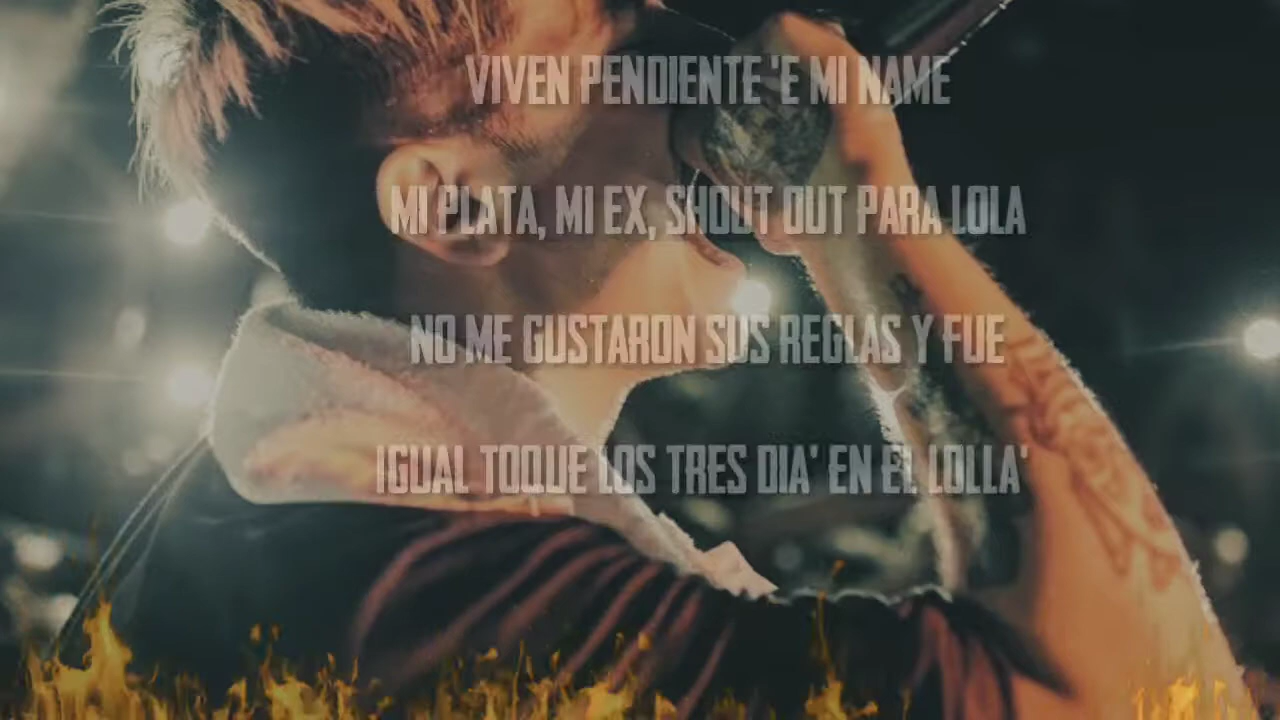 VIVEN PENDIENTE 'E MI NAME
MI PLATA, MI EX, SHOUT OUT PARA LOLA
NO ME GUSTARON SUS REGLAS Y FUE
IGUAL TOQUE LOS TRES DIA' EN EL LOLLA'